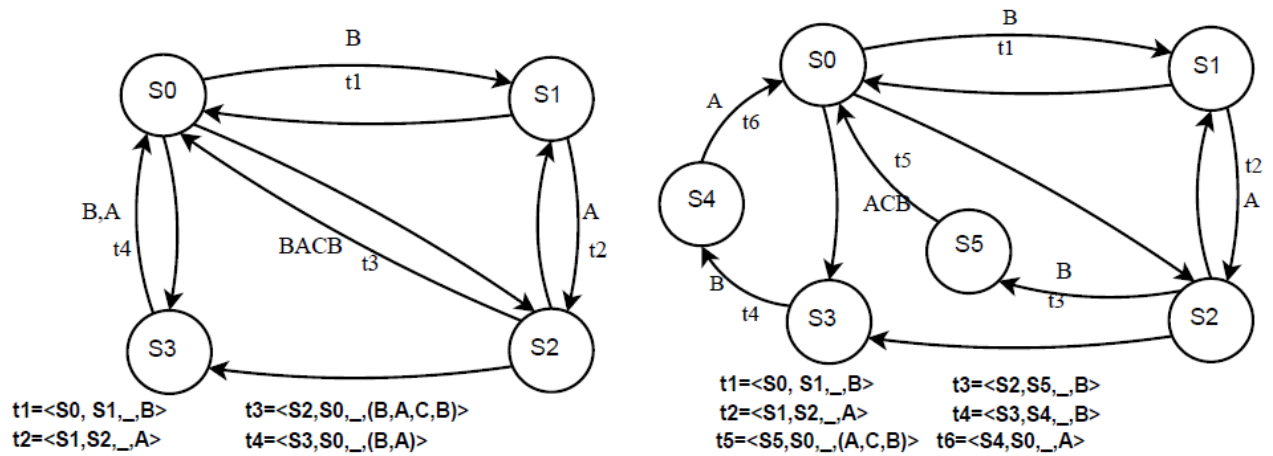 B
t1
S0
S1
B,A
t4
BACB
t3
A
t2
S3
S2
t1=<S0, S1,_,B>
t3=<S2,S0,_,(B,A,C,B)>
t2=<S1,S2,_,A>
t4=<S3,S0,_,(B,A)>
B
t1
S0
S1
A
t6
t5
t2
S4
ACB
A
S5
B
t3
B
t4
S3
S2
t1=<S0, S1,_,B>
t3=<S2,S5,_,B>
t2=<S1,S2,_,A>
t4=<S3,S4,_,B>
t5=<S5,S0,_,(A,C,B)>
t6=<S4,S0,_,A>